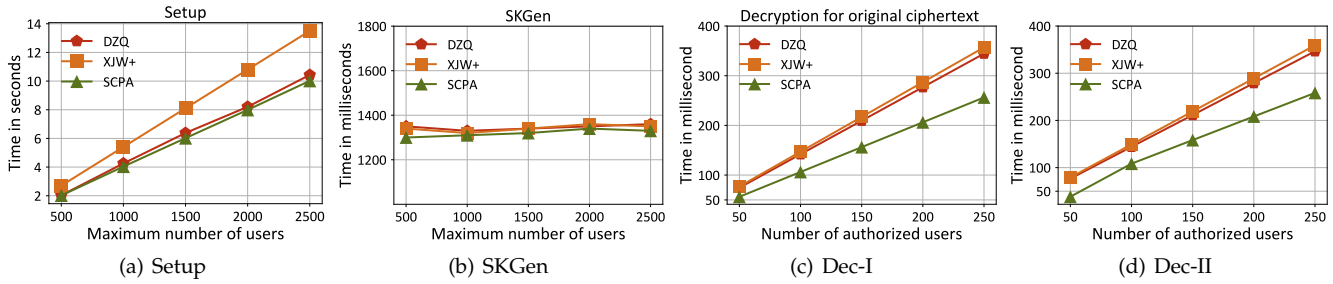 Setup
Time in seconds
14
12
10
8
6
4
2
DZQ
XJW+
SCPA
500 1000 1500 2000 2500
Maximum number of users
(a) Setup
SKGen
Time in milliseconds
1800
1600
1400
1200
DZQ
XJW+
SCPA
500 1000 1500 2000 2500
Maximum number of users
(b) SKGen
Decryption for original ciphertext
Time in millisecond
400
300
200
100
50
DZQ
XJW+
SCPA
50 100 150 200 250
Number of authorized users
(c) Dec-I
Time in millisecond
400
300
200
100
50
DZQ
XJW+
SCPA
50 100 150 200 250
Number of authorized users
(d) Dec-II